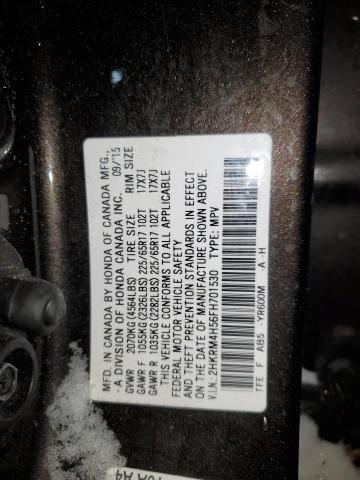 MFD. IN CANADA BY HONDA OF CANADA MFG.,
- A DIVISION OF HONDA CANADA INC. 09/15
GVWR 2070KG (4564LBS) TIRE SIZE RIM SIZE
GAWR F 1055KG (2326LBS) 225/65R17 102T 17X7J
GAWR R 1035KG (2282LBS) 225/65R17 102T 17X7J
THIS VEHICLE CONFORMS TO ALL APPLICABLE
FEDERAL MOTOR VEHICLE SAFETY
AND THEFT PREVENTION STANDARDS IN EFFECT
ON THE DATE OF MANUFACTURE SHOWN ABOVE.
V.I.N.: 2HKRM4H56FH701530 TYPE: MPV
TFE F AB5 -YR600M -A -H
A4